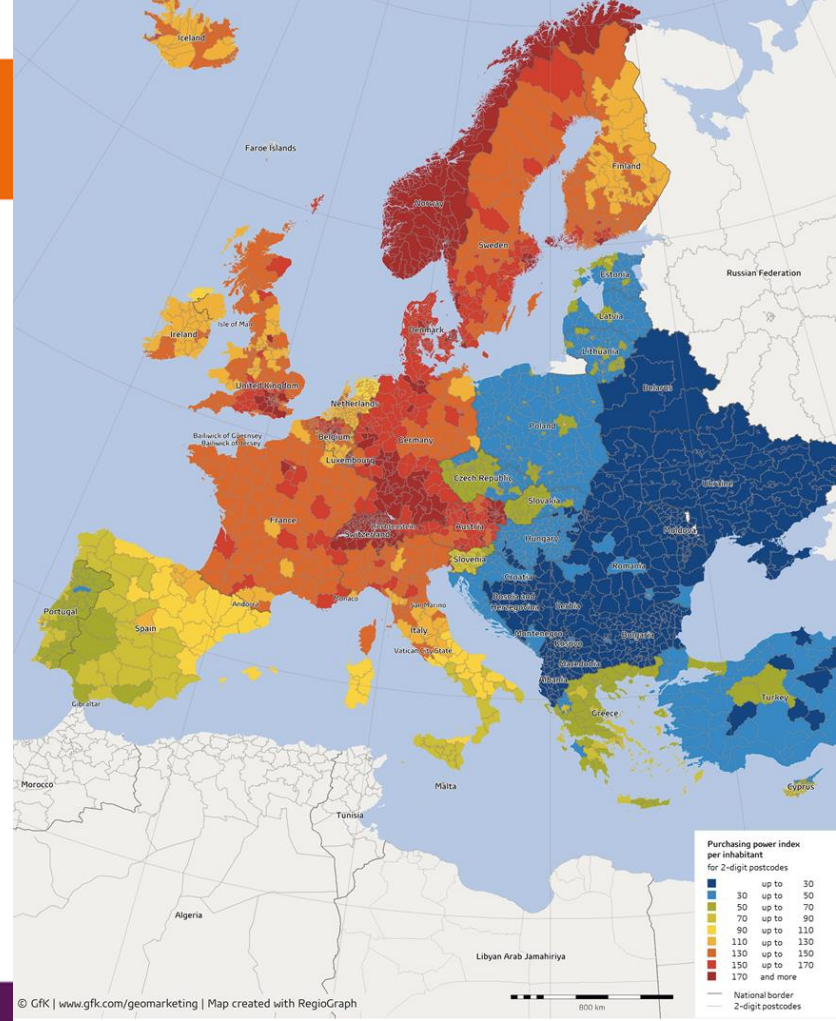 Iceland
Faroe Islands
Norway
Finland
Sweden
Estonia
Russian Federation
Latvia
Lithuania
Denmark
Ireland
Isle of Man
United Kingdom
Belarus
Netherlands
Poland
Bailiwick of Guernsey
Bailiwick of Jersey
Belgium
Germany
Luxembourg
Czech Republic
Ukraine
Slovakia
France
Liechtenstein
Switzerland
Austria
Moldova
Hungary
Slovenia
Romania
Croatia
Bosnia and
Herzegovina
Serbia
Andorra
Monaco
San Marino
Portugal
Spain
Italy
Montenegro
Kosovo
Bulgaria
Vatican City State
Macedonia
Albania
Turkey
Gibraltar
Greece
Morocco
Malta
Cyprus
Tunisia
Algeria
Libyan Arab Jamahiriya
Purchasing power index
per inhabitant
for 2-digit postcodes
up to 30
30 up to 50
50 up to 70
70 up to 90
90 up to 110
110 up to 130
130 up to 150
150 up to 170
170 and more
National border
2-digit postcodes
800 km
© GfK | www.gfk.com/geomarketing | Map created with RegioGraph